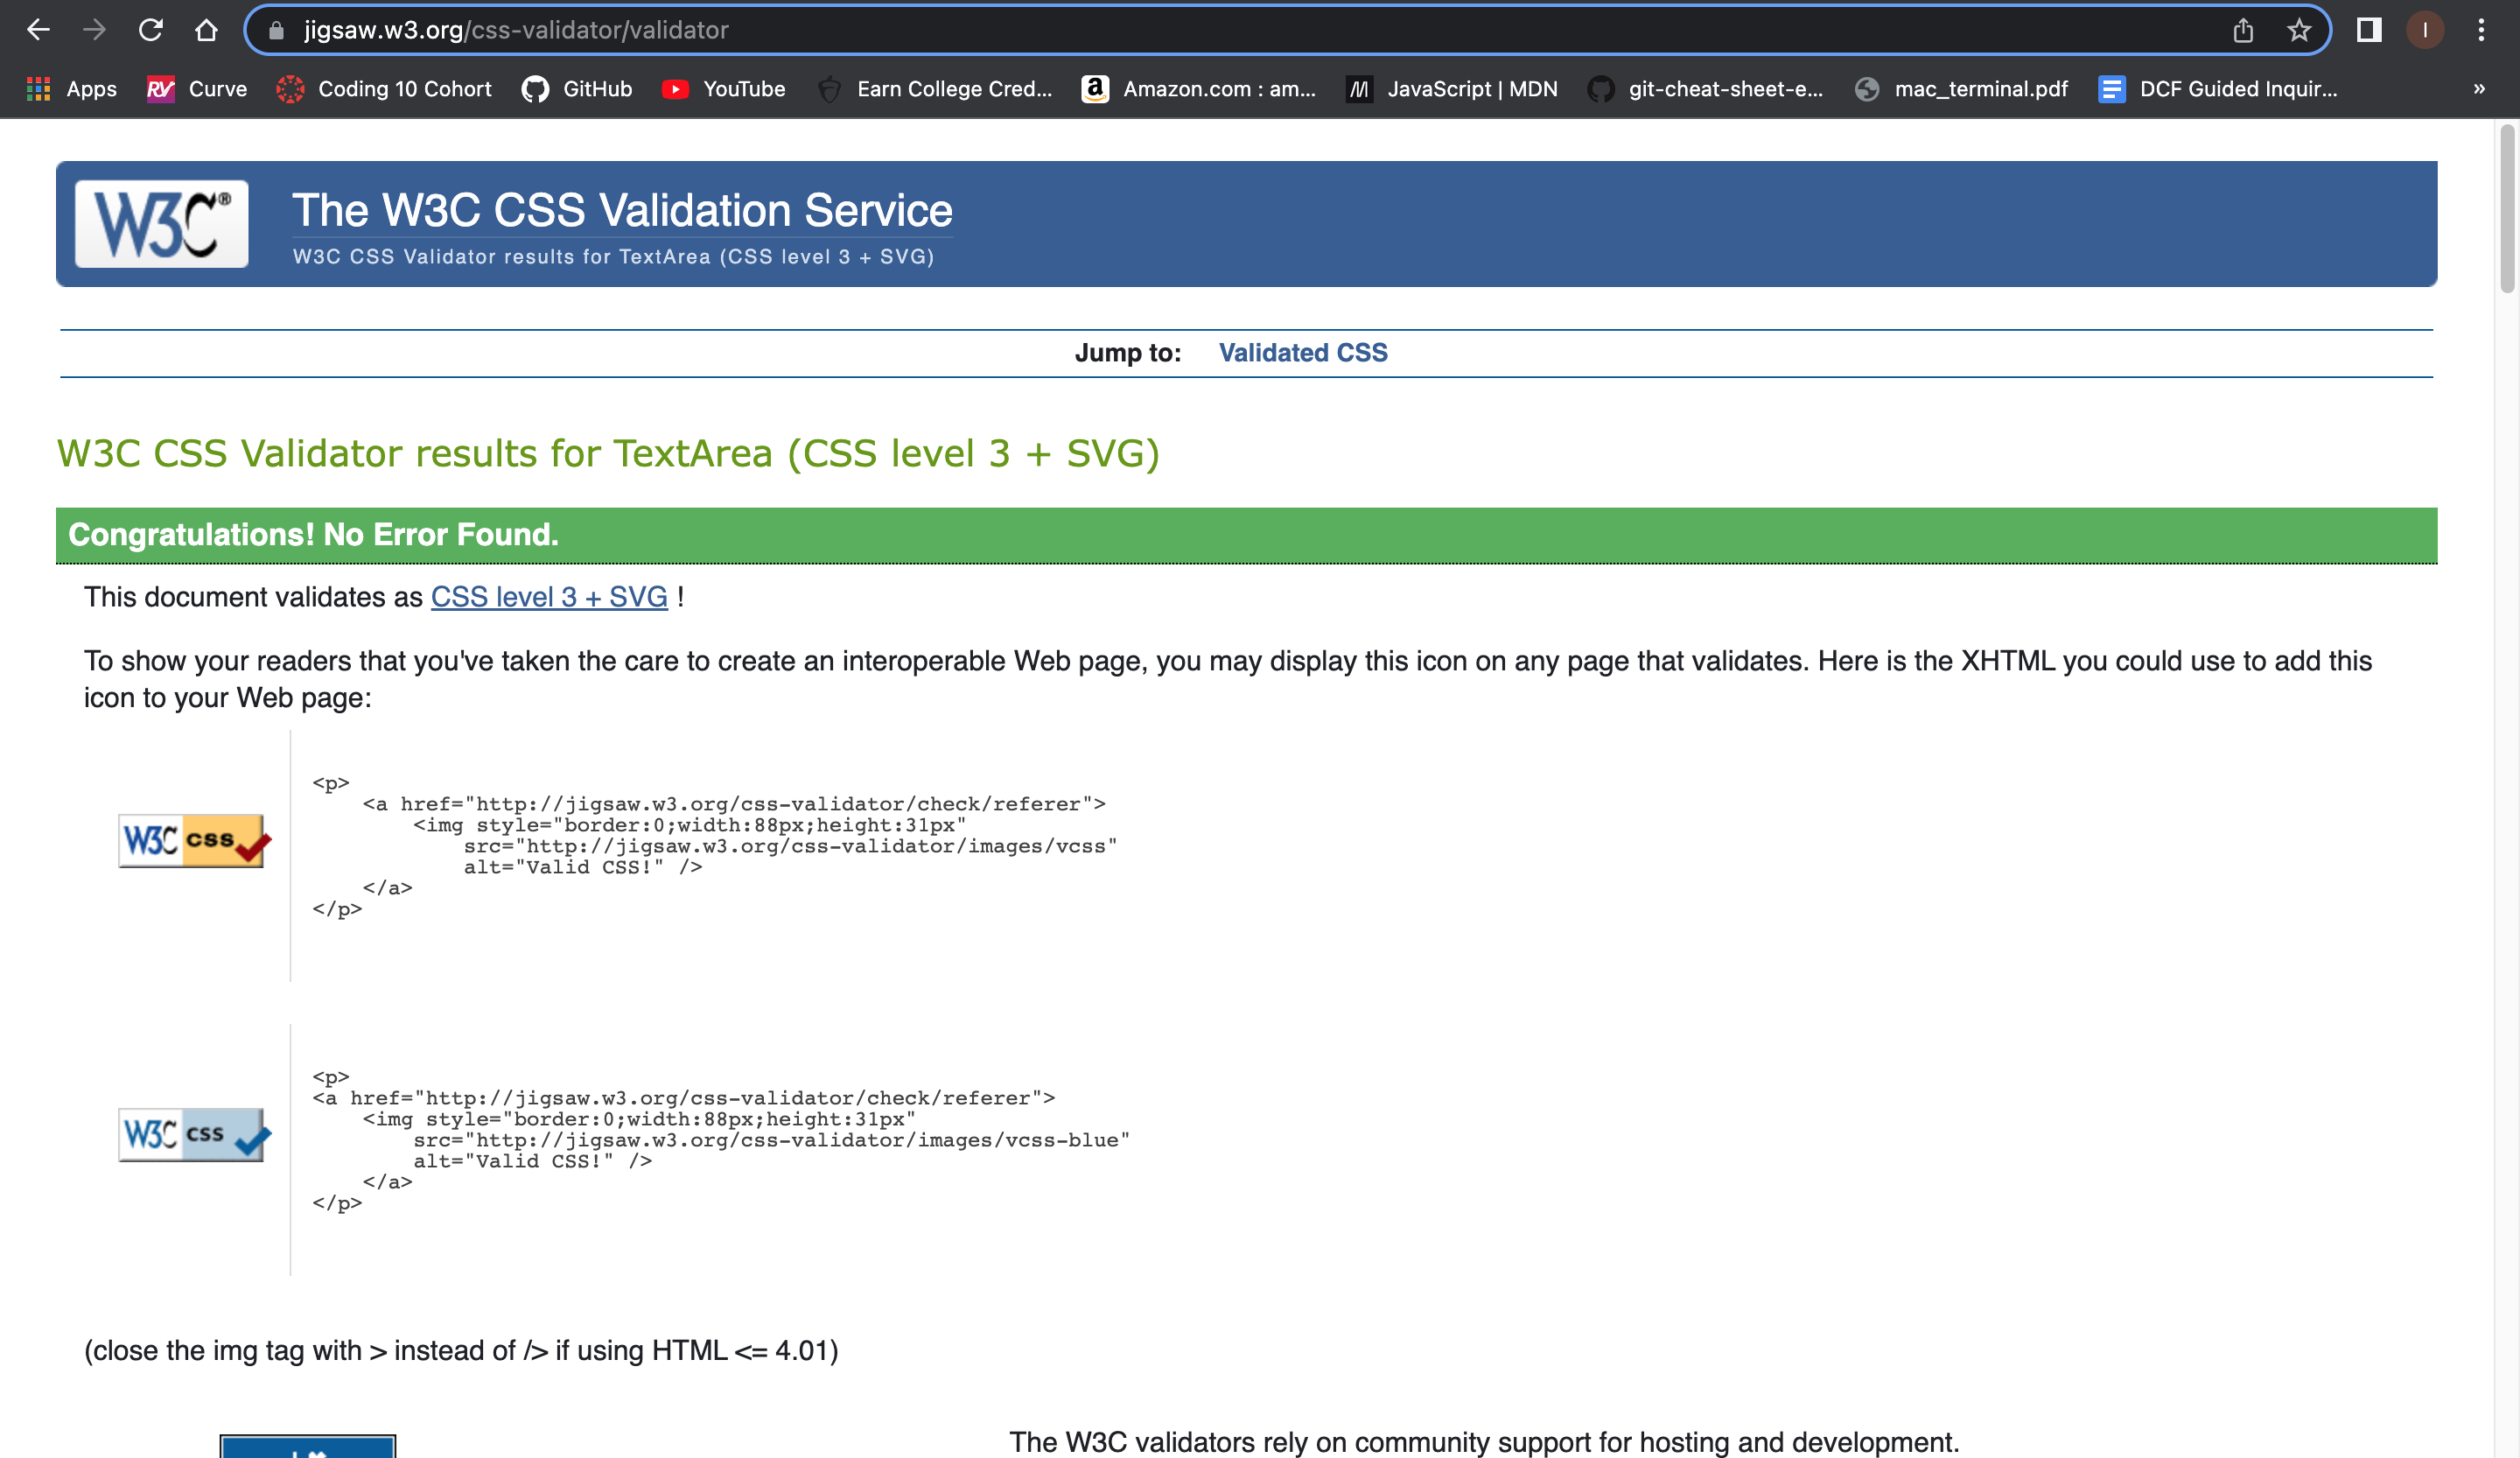 jigsaw.w3.org/css-validator/validator
I
Apps
RV Curve
Coding 10 Cohort
GitHub
YouTube
Earn College Cred...
a Amazon.com : am...
M JavaScript | MDN
git-cheat-sheet-e...
mac_terminal.pdf
DCF Guided Inquir...
»
W3C®
The W3C CSS Validation Service
W3C CSS Validator results for TextArea (CSS level 3 + SVG)
Jump to: Validated CSS
W3C CSS Validator results for TextArea (CSS level 3 + SVG)
Congratulations! No Error Found.
This document validates as CSS level 3 + SVG !
To show your readers that you've taken the care to create an interoperable Web page, you may display this icon on any page that validates. Here is the XHTML you could use to add this
icon to your Web page:
W3C css
<p>
<a href="http://jigsaw.w3.org/css-validator/check/referer">
<img style="border:0;width:88px;height:31px"
src="http://jigsaw.w3.org/css-validator/images/vcss"
alt="Valid CSS!" />
</a>
</p>
W3C css
<p>
<a href="http://jigsaw.w3.org/css-validator/check/referer">
<img style="border:0;width:88px;height:31px"
src="http://jigsaw.w3.org/css-validator/images/vcss-blue"
alt="Valid CSS!" />
</a>
</p>
(close the img tag with > instead of /> if using HTML <= 4.01)
The W3C validators rely on community support for hosting and development.